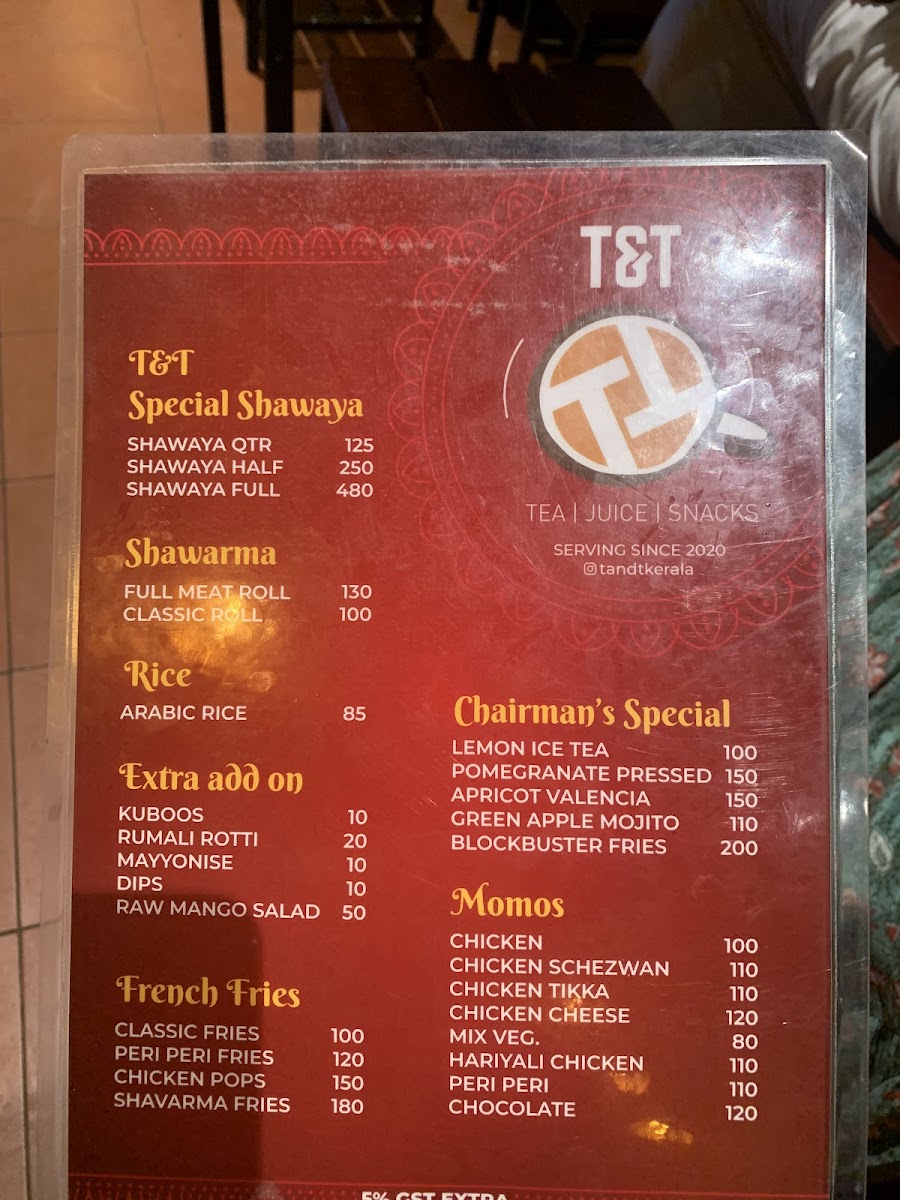 T&T
TEA | JUICE | SNACKS
SERVING SINCE 2020
tandtkerala
T&T
Special Shawaya
SHAWAYA QTR 125
SHAWAYA HALF 250
SHAWAYA FULL 480
Shawarma
FULL MEAT ROLL 130
CLASSIC ROLL 100
Rice
ARABIC RICE 85
Extra add on
KUBOOS 10
RUMALI ROTTI 20
MAYYONISE 10
DIPS 10
RAW MANGO SALAD 50
French Fries
CLASSIC FRIES 100
PERI PERI FRIES 120
CHICKEN POPS 150
SHAVARMA FRIES 180
Chairman's Special
LEMON ICE TEA 100
POMEGRANATE PRESSED 150
APRICOT VALENCIA 150
GREEN APPLE MOJITO 110
BLOCKBUSTER FRIES 200
Momos
CHICKEN 100
CHICKEN SCHEZWAN 110
CHICKEN TIKKA 110
CHICKEN CHEESE 120
MIX VEG. 80
HARIYALI CHICKEN 110
PERI PERI 110
CHOCOLATE 120
5% GST EXTRA